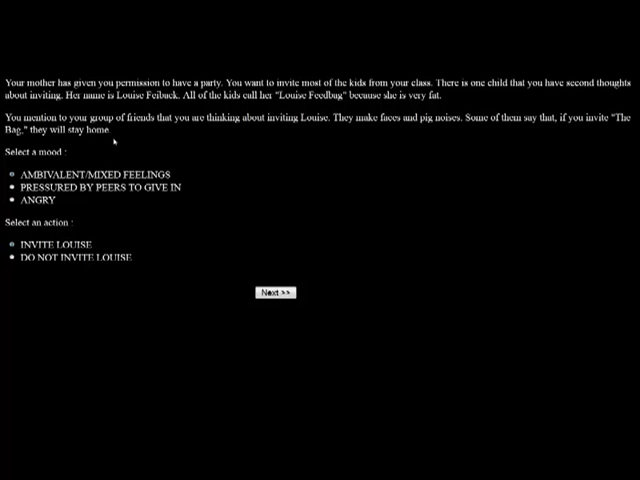 Your mother has given you permission to have a party. You want to invite most of the kids from your class. There is one child that you have second thoughts
about inviting. Her name is Louise Feiback. All of the kids call her "Louise Feedbag" because she is very fat.
You mention to your group of friends that you are thinking about inviting Louise. They make faces and pig noises. Some of them say that, if you invite "The
Bag," they will stay home.
Select a mood :
AMBIVALENT/MIXED FEELINGS
PRESSURED BY PEERS TO GIVE IN
ANGRY
Select an action :
INVITE LOUISE
DO NOT INVITE LOUISE
Next >>